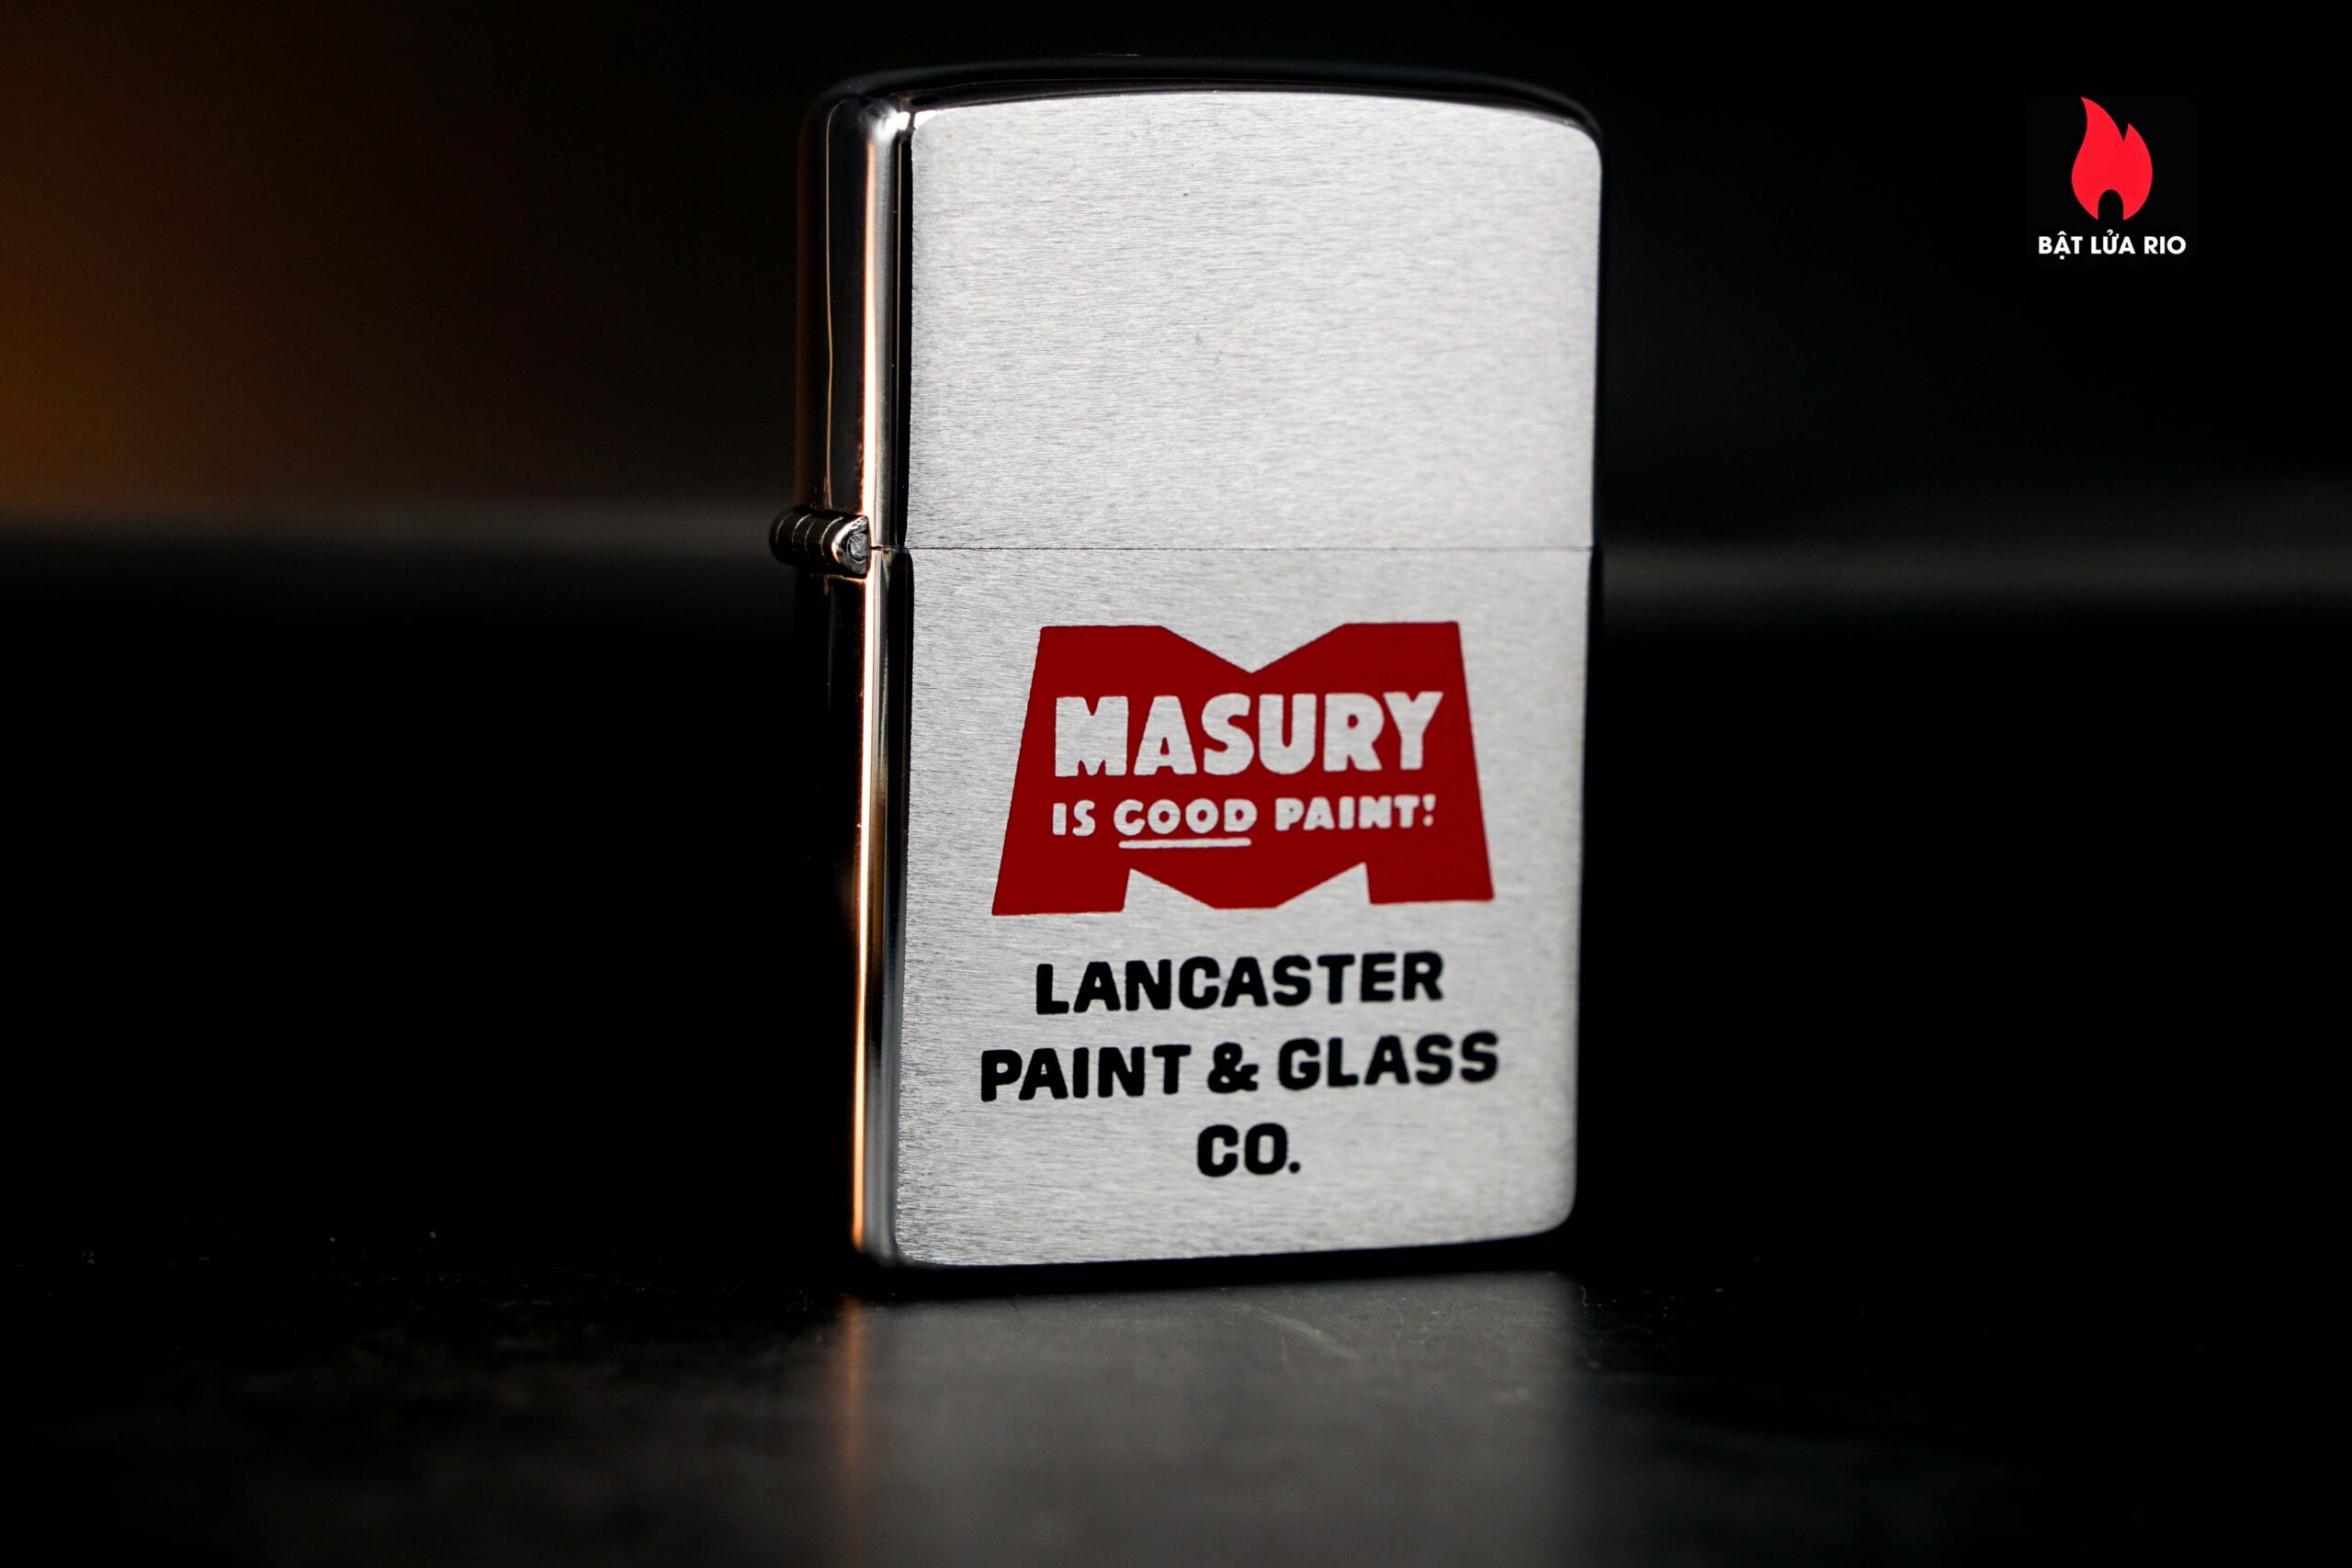 BẬT LỬA RIO
MASURY
IS GOOD PAINT!
LANCASTER
PAINT & GLASS
CO.